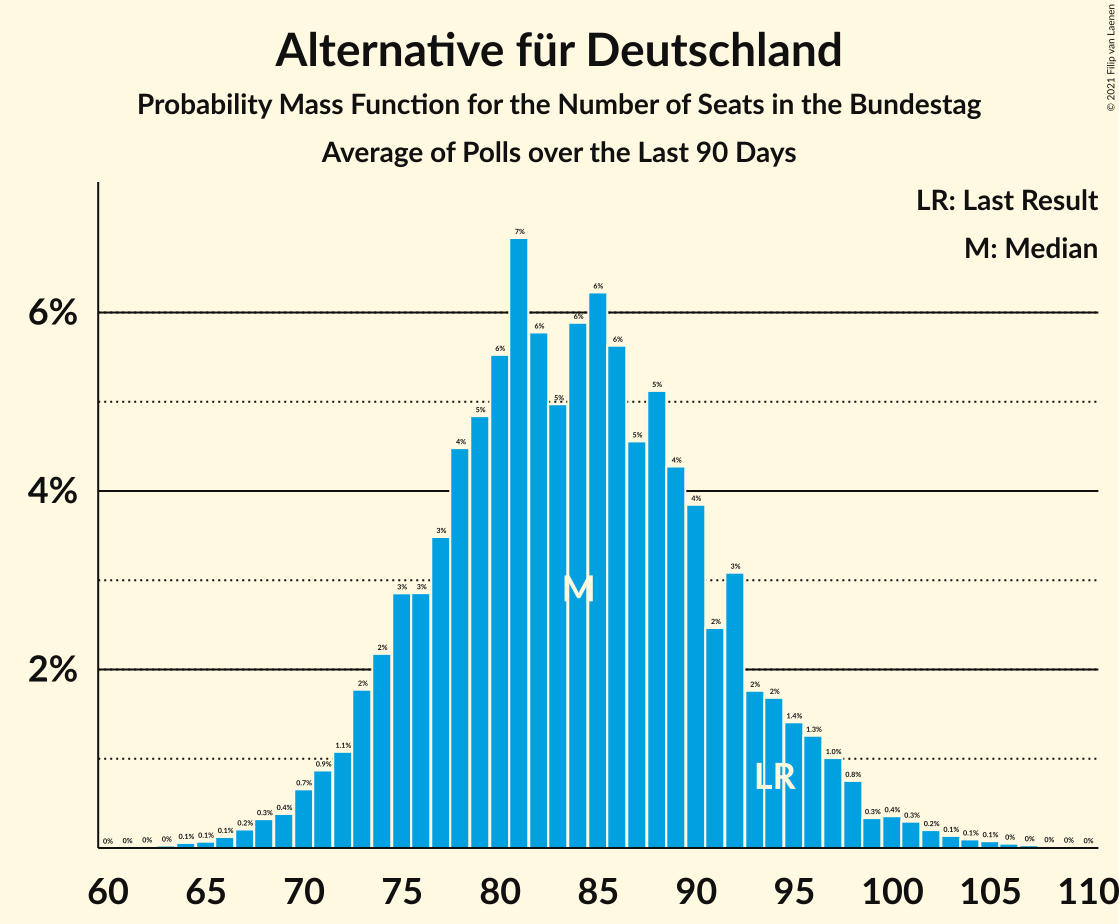 Alternative für Deutschland
Probability Mass Function for the Number of Seats in the Bundestag
Average of Polls over the Last 90 Days
© 2021 Filip van Laenen
LR: Last Result
M: Median
6%
4%
2%
0% 0% 0% 0% 0.1% 0.1% 0.1% 0.2% 0.3% 0.4% 0.7% 0.9% 1.1% 2% 2% 3% 3% 3% 4% 5% 6% 7% 6% 5% 6% 6% 6% 5% 5% 4% 4% 2% 3% 2% 2% 1.4% 1.3% 1.0% 0.8% 0.3% 0.4% 0.3% 0.2% 0.1% 0.1% 0.1% 0% 0% 0% 0% 0%
M
LR
60 65 70 75 80 85 90 95 100 105 110